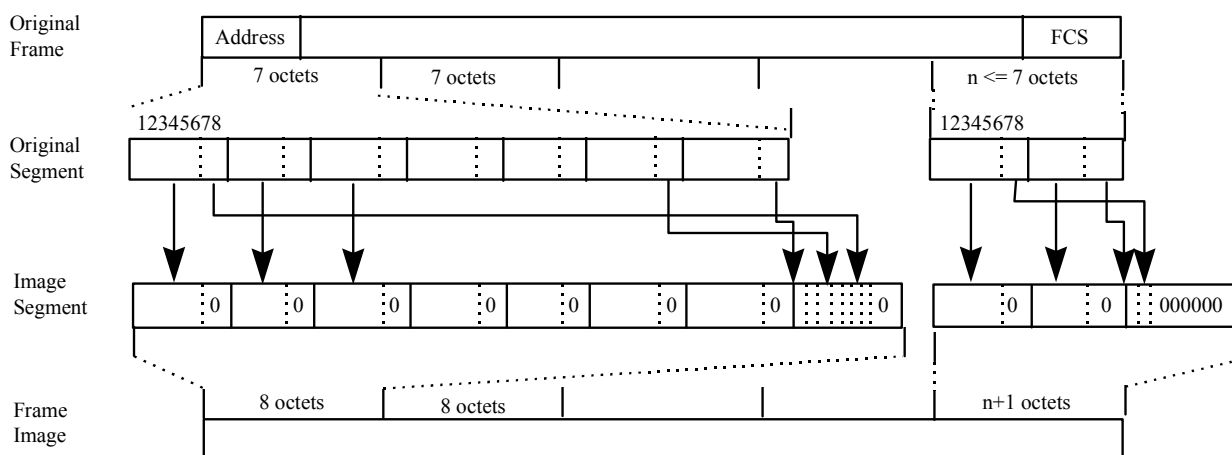 Original
Frame
Address
FCS
7 octets
7 octets
n <= 7 octets
12345678
12345678
Original
Segment
Image
Segment
0
0
0
0
0
0
0
0
0
0
000000
8 octets
8 octets
n+1 octets
Frame
Image